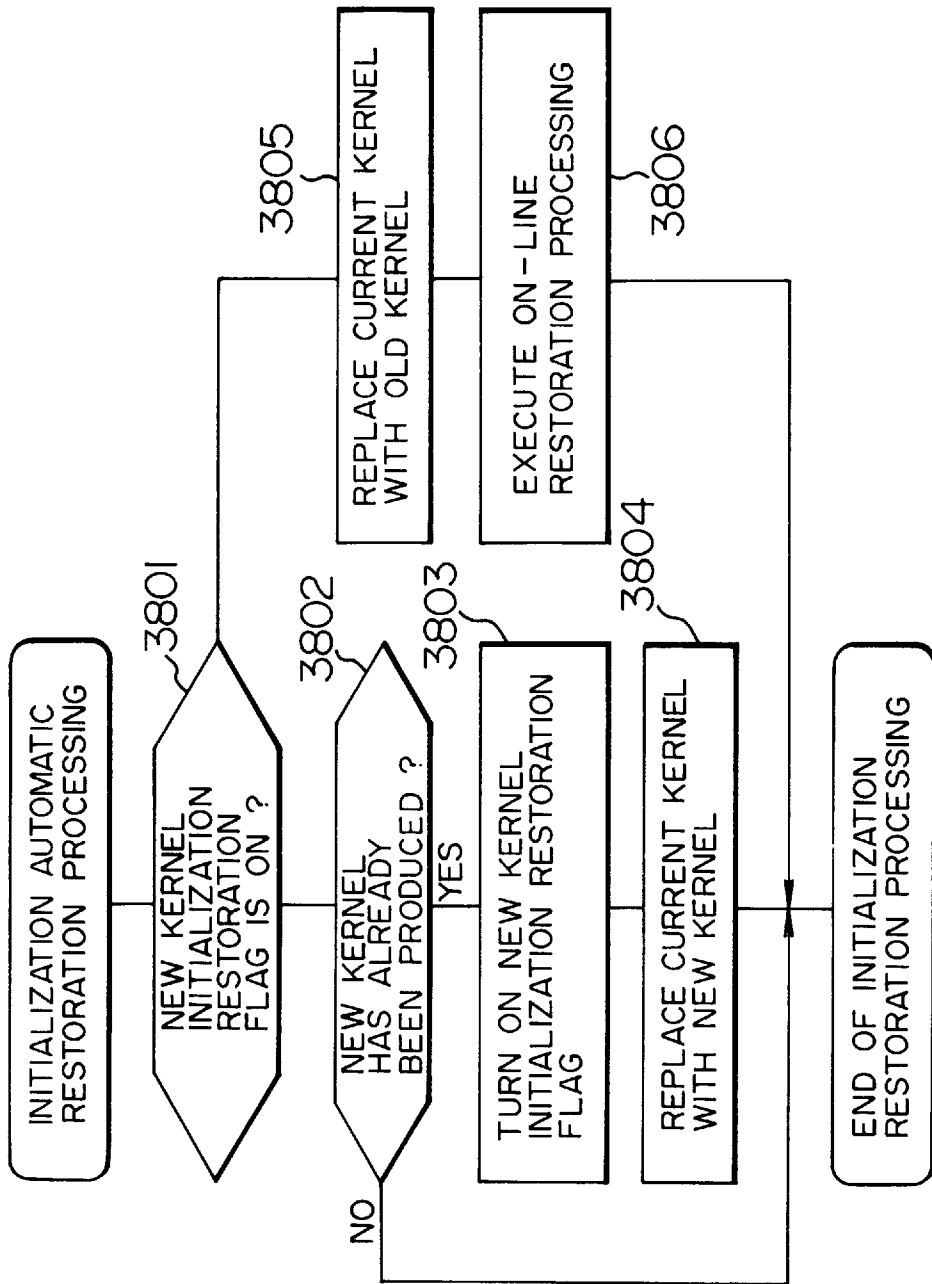 INITIALIZATION AUTOMATIC
RESTORATION PROCESSING
3801
NEW KERNEL
INITIALIZATION
RESTORATION
FLAG IS ON ?
3802
NEW KERNEL
HAS ALREADY
BEEN PRODUCED ?
NO
YES
3803
TURN ON NEW KERNEL
INITIALIZATION RESTORATION
FLAG
3804
REPLACE CURRENT KERNEL
WITH NEW KERNEL
3805
REPLACE CURRENT KERNEL
WITH OLD KERNEL
3806
EXECUTE ON-LINE
RESTORATION PROCESSING
END OF INITIALIZATION
RESTORATION PROCESSING